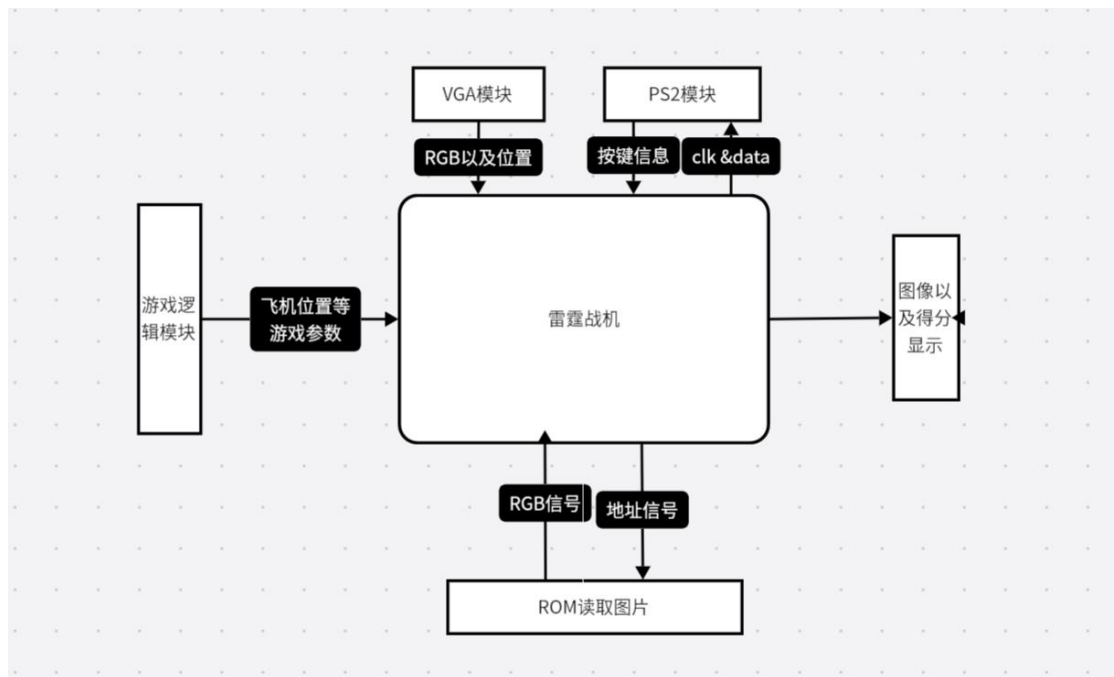 VGA模块
PS2模块
RGB以及位置
按键信息
clk &data
游戏逻
辑模块
飞机位置等
游戏参数
雷霆战机
图像以
及得分
显示
RGB信号
地址信号
ROM读取图片